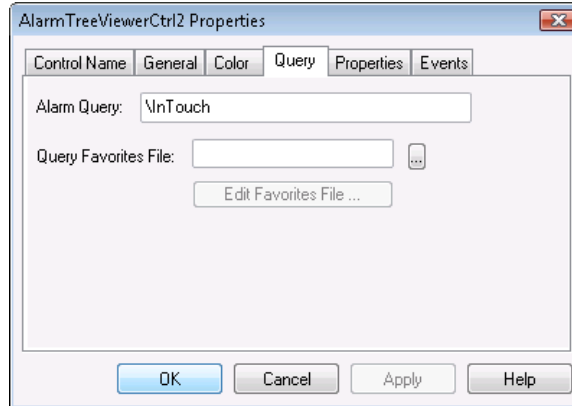 AlarmTreeViewerCtrl2 Properties
Control Name General Color Query Properties Events
Alarm Query: \InTouch
Query Favorites File: ...
Edit Favorites File ...
OK Cancel Apply Help